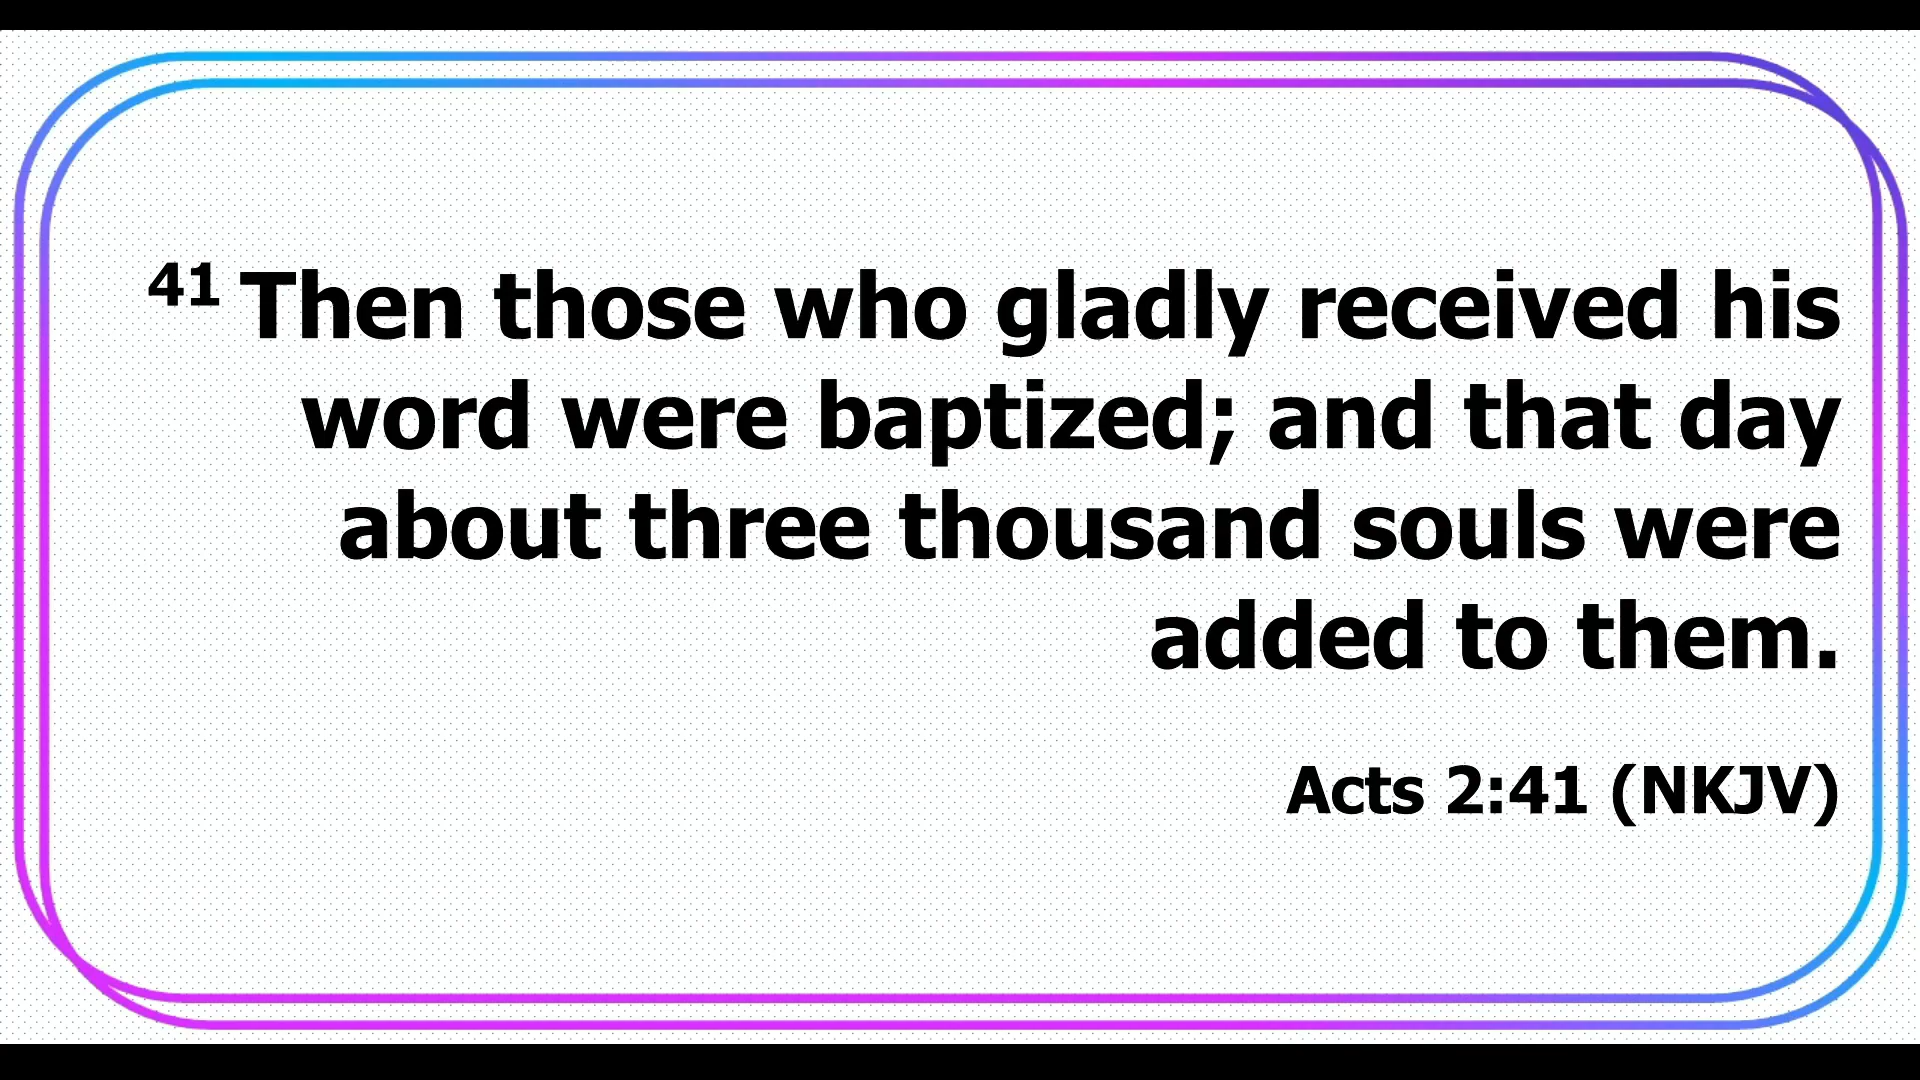 41 Then those who gladly received his
word were baptized; and that day
about three thousand souls were
added to them.
Acts 2:41 (NKJV)